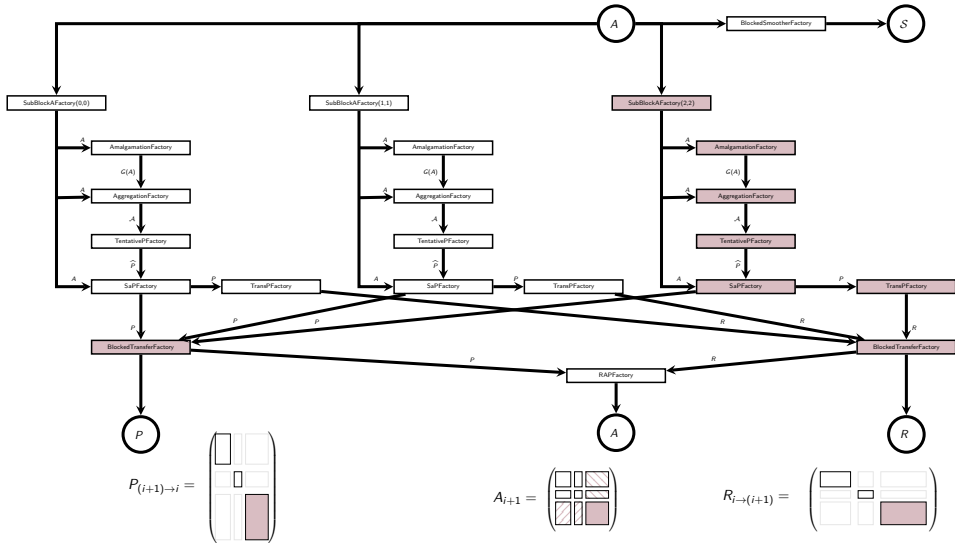 A
BlockedSmootherFactory
S
SubBlockAFactory(0,0)
SubBlockAFactory(1,1)
SubBlockAFactory(2,2)
A
AmalgamationFactory
A
AmalgamationFactory
A
AmalgamationFactory
G(A)
G(A)
G(A)
A
AggregationFactory
A
AggregationFactory
A
AggregationFactory
𝒜
𝒜
𝒜
TentativePFactory
TentativePFactory
TentativePFactory
P̂
P̂
P̂
A
SaPFactory
P
TransPFactory
A
SaPFactory
P
TransPFactory
A
SaPFactory
P
TransPFactory
P
P
P
R
R
R
BlockedTransferFactory
P
R
BlockedTransferFactory
RAPFactory
P
A
R
P(i+1)→i =
Ai+1 =
Ri→(i+1) =